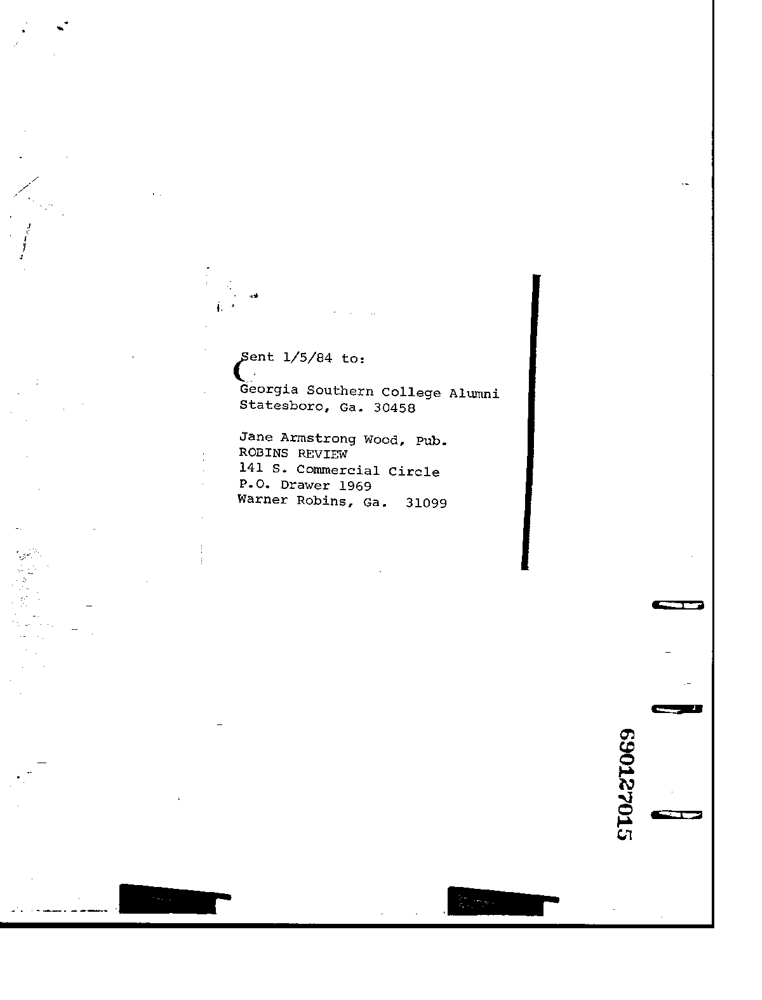 Sent 1/5/84 to:
Georgia Southern College Alumni
Statesboro, Ga. 30458
Jane Armstrong Wood, Pub.
ROBINS REVIEW
141 S. Commercial Circle
P.O. Drawer 1969
Warner Robins, Ga.  31099
690127015